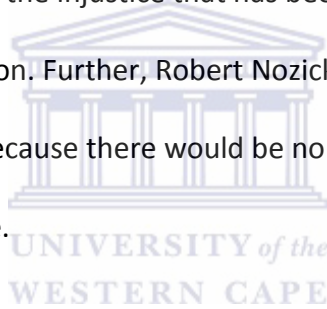 the injustice that has bee
on. Further, Robert Nozick
ecause there would be no
.
UNIVERSITY of the
WESTERN CAPE